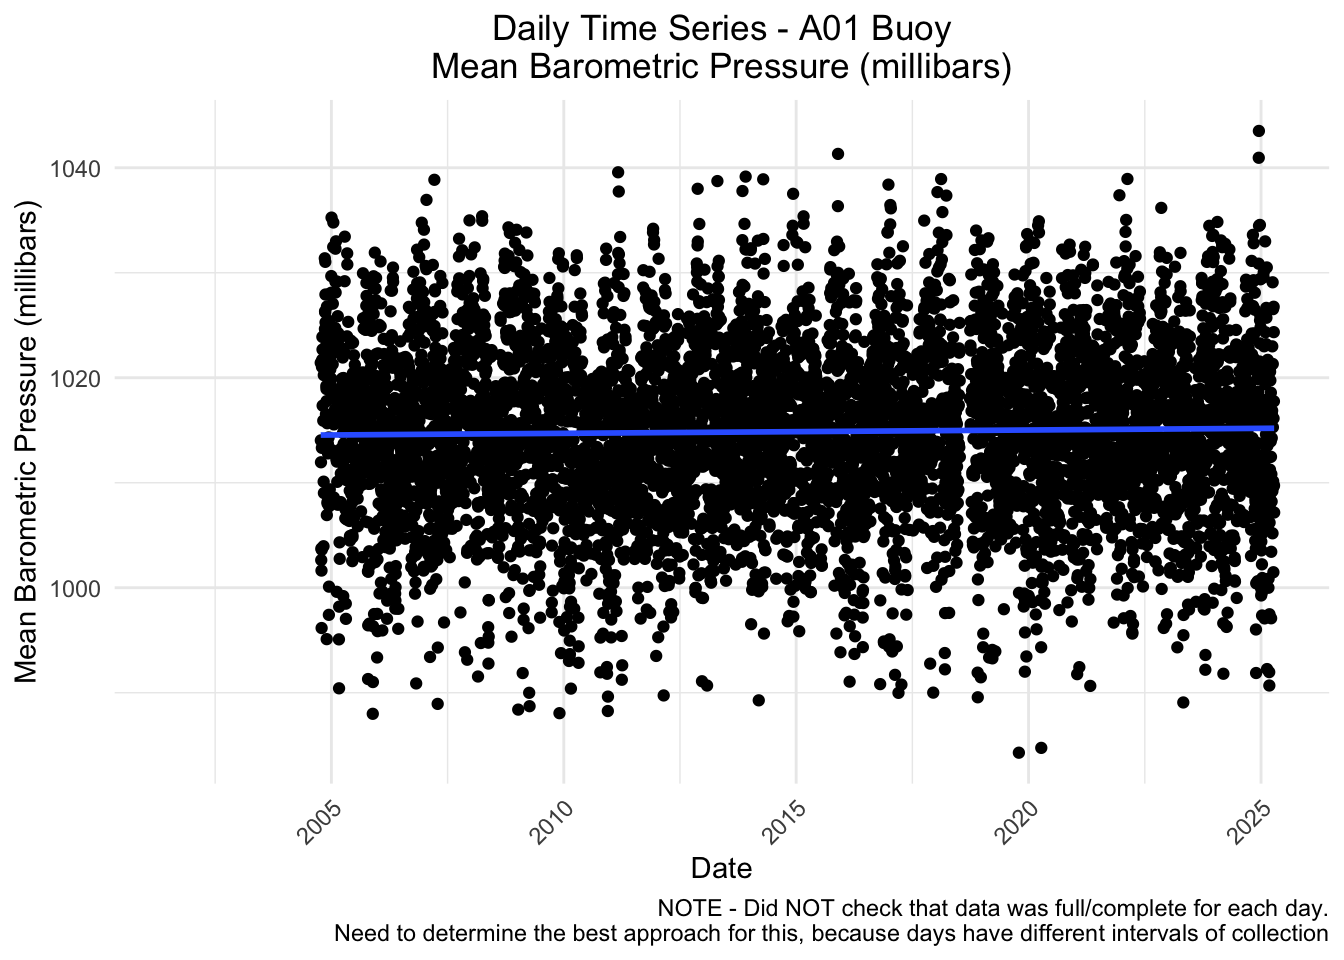 Daily Time Series - A01 Buoy
Mean Barometric Pressure (millibars)
Mean Barometric Pressure (millibars)
1040
1020
1000
2005
2010
2015
2020
2025
Date
NOTE - Did NOT check that data was full/complete for each day.
Need to determine the best approach for this, because days have different intervals of collection